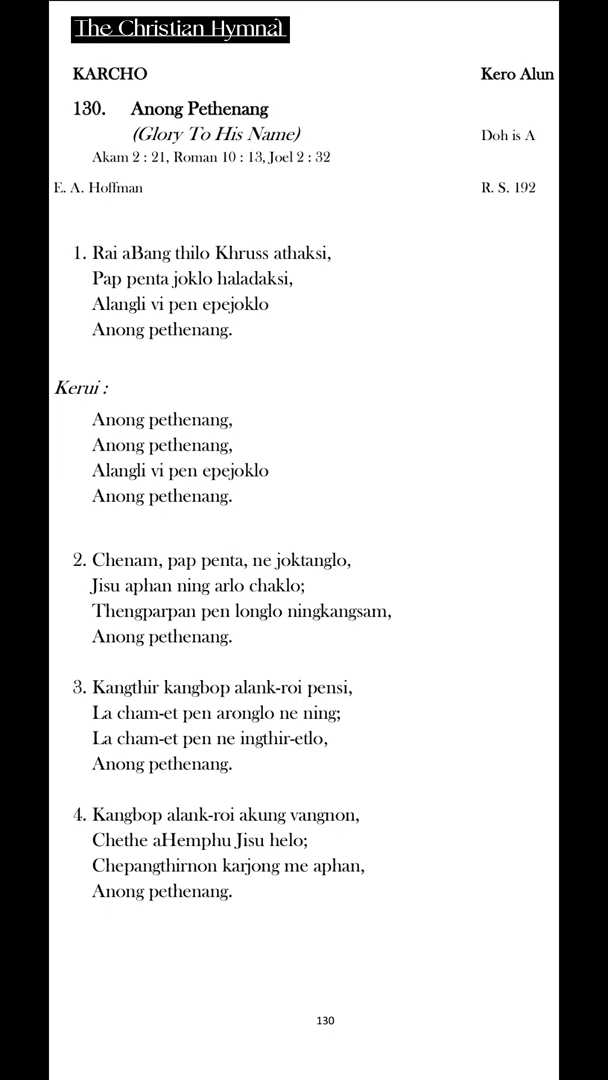 The Christian Hymnal
KARCHO Kero Alun
130. Anong Pethenang
(Glory To His Name) Doh is A
Akam 2 : 21, Roman 10 : 13, Joel 2 : 32
E. A. Hoffman R. S. 192
1. Rai aBang thilo Khruss athaksi,
Pap penta joklo haladaksi,
Alangli vi pen epejoklo
Anong pethenang.
Kerui :
Anong pethenang,
Anong pethenang,
Alangli vi pen epejoklo
Anong pethenang.
2. Chenam, pap penta, ne joktanglo,
Jisu aphan ning arlo chaklo;
Thengparpan pen longlo ningkangsam,
Anong pethenang.
3. Kangthir kangbop alank-roi pensi,
La cham-et pen aronglo ne ning;
La cham-et pen ne ingthir-etlo,
Anong pethenang.
4. Kangbop alank-roi akung vangnon,
Chethe aHemphu Jisu helo;
Chepangthirnon karjong me aphan,
Anong pethenang.
130